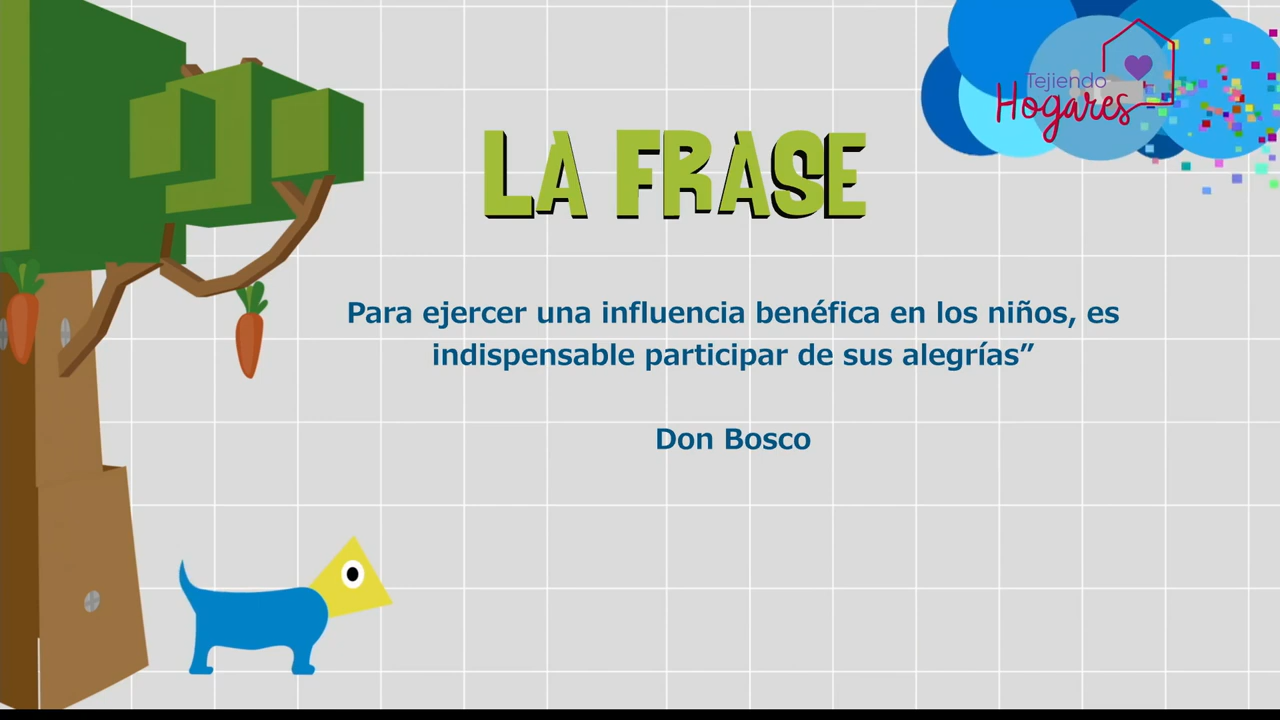 Tejiendo
Hogares
LA FRASE
Para ejercer una influencia benéfica en los niños, es
indispensable participar de sus alegrías”
Don Bosco